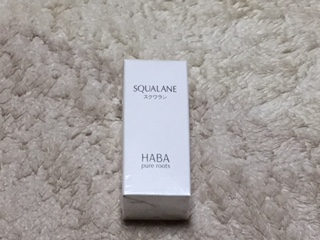 SQUALANE
スクワラン
HABA
pure roots